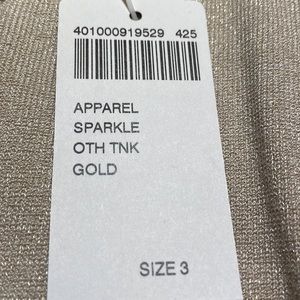 401000919529 425
APPAREL
SPARKLE
OTH TNK
GOLD
SIZE 3